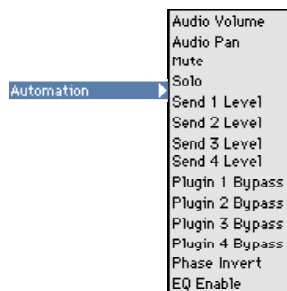 Automation
Audio Volume
Audio Pan
Mute
Solo
Send 1 Level
Send 2 Level
Send 3 Level
Send 4 Level
Plugin 1 Bypass
Plugin 2 Bypass
Plugin 3 Bypass
Plugin 4 Bypass
Phase Invert
EQ Enable